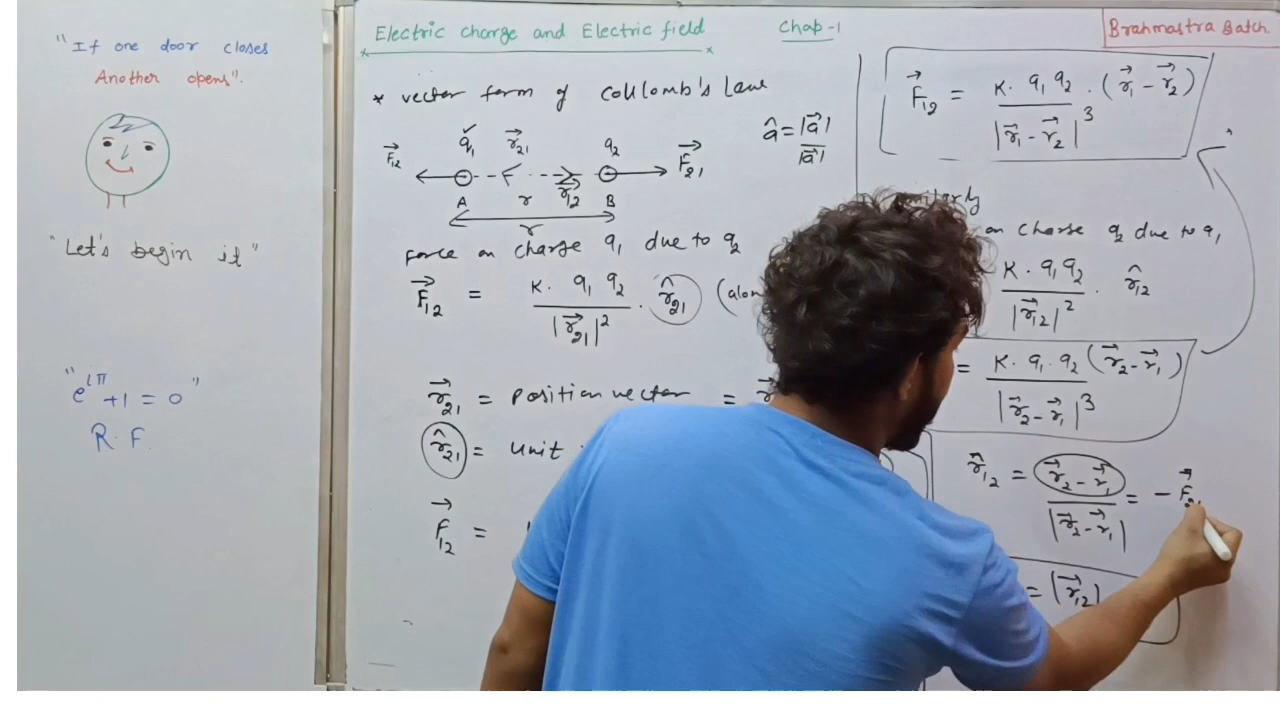 "If one door closes
Another opens".
"Let's begin it"
"e^iπ +1 = 0"
R. F.
Electric charge and Electric field
Chap-1
Brahmastra Batch
* vector form of COULomb's Lawe
â = |a⃗| / |a⃗|
F⃗12 q1 r⃗21 q2 F⃗21
A r r⃗12 B
r
force on charge q1 due to q2
F⃗12 = K. q1 q2 / |r⃗21|² . r̂21 (alon
r⃗21 = position vector = r⃗
r̂21 = unit
F⃗12 =
F⃗12 = K. q1 q2 . (r⃗1 - r⃗2) / |r⃗1 - r⃗2|³
on charge q2 due to q1
K. q1 q2 / |r⃗12|² . r̂12
= K. q1. q2 (r⃗2 - r⃗1) / |r⃗2 - r⃗1|³
r̂12 = r⃗2 - r⃗1 / |r⃗2 - r⃗1| = - F⃗21
= |r⃗12|